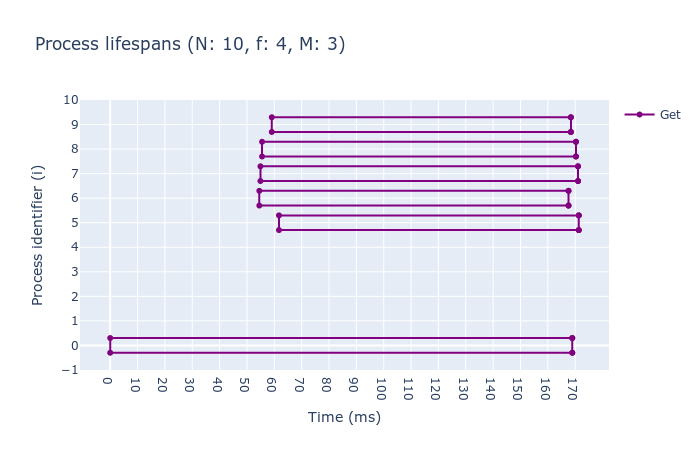 Process lifespans (N: 10, f: 4, M: 3)
Get
Process identifier (i)
10
9
8
7
6
5
4
3
2
1
0
−1
0 10 20 30 40 50 60 70 80 90 100 110 120 130 140 150 160 170
Time (ms)